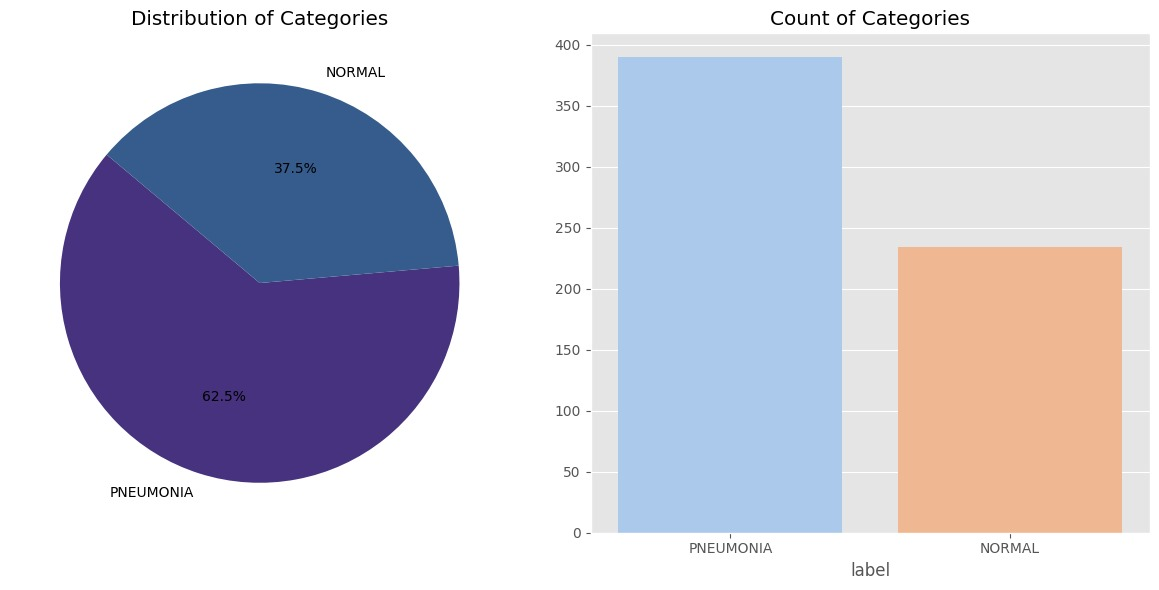 Distribution of Categories
NORMAL
37.5%
62.5%
PNEUMONIA
Count of Categories
400
350
300
250
200
150
100
50
0
PNEUMONIA NORMAL
label